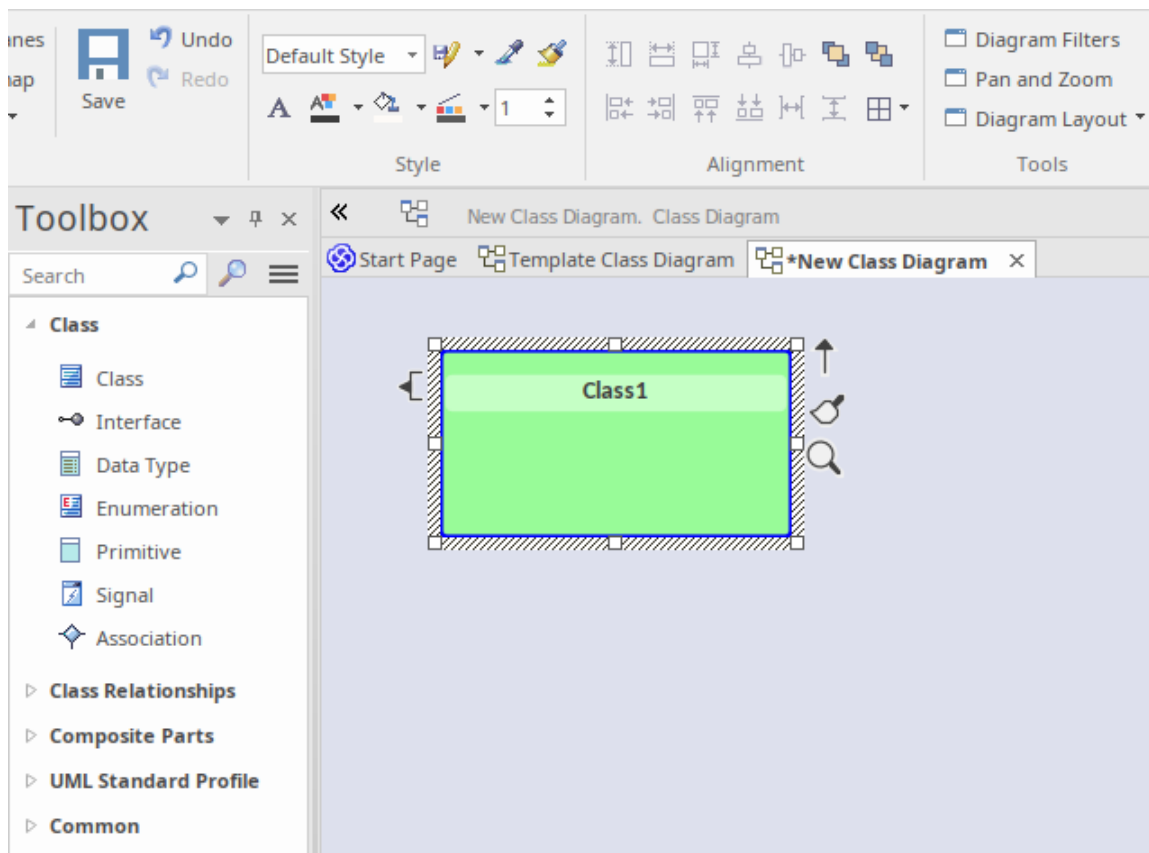 anes
ap
Save
Undo
Redo
Default Style
A
A
1
Style
Alignment
Diagram Filters
Pan and Zoom
Diagram Layout
Tools
Toolbox
Search
Class
Class
Interface
Data Type
Enumeration
Primitive
Signal
Association
Class Relationships
Composite Parts
UML Standard Profile
Common
New Class Diagram. Class Diagram
Start Page
Template Class Diagram
*New Class Diagram
Class1